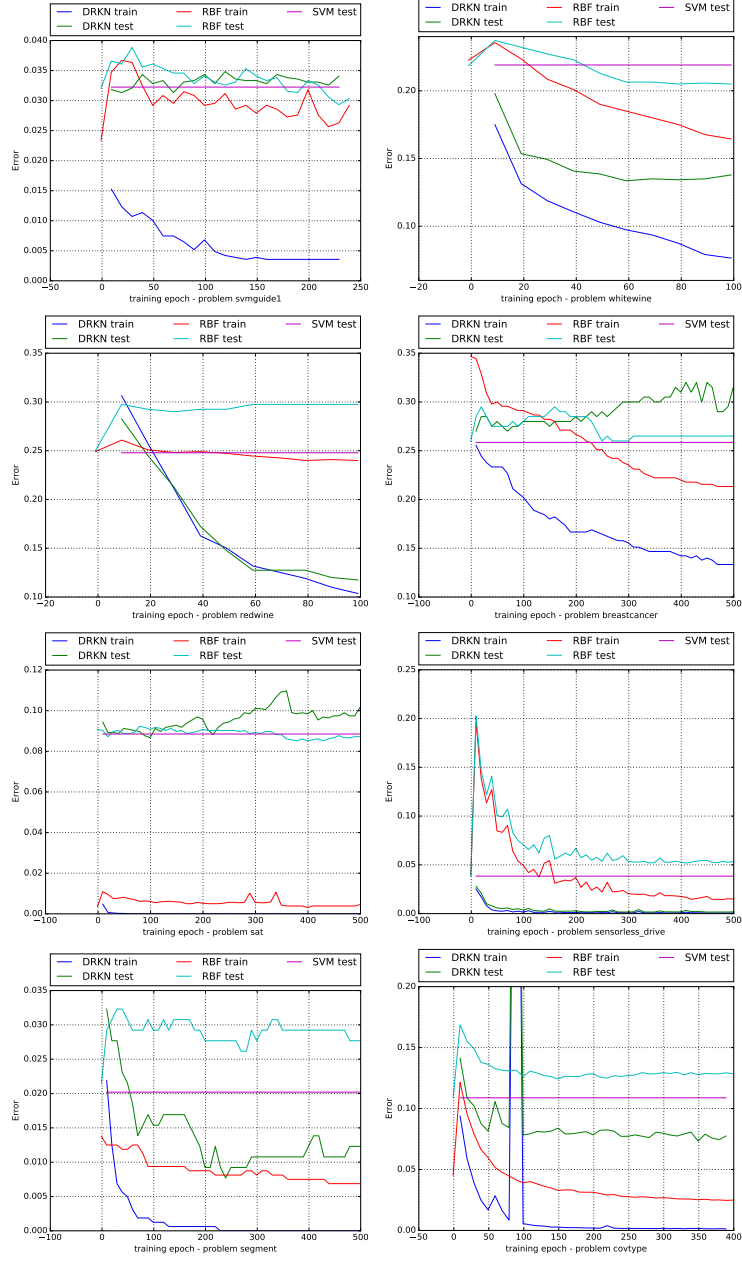 DRKN train RBF train SVM test
DRKN test RBF test
0.040
0.035
0.030
0.025
0.020
0.015
0.010
0.005
0.000
Error
−50 0 50 100 150 200 250
training epoch - problem svmguide1
DRKN train RBF train SVM test
DRKN test RBF test
0.20
0.15
0.10
Error
−20 0 20 40 60 80 100
training epoch - problem whitewine
DRKN train RBF train SVM test
DRKN test RBF test
0.35
0.30
0.25
0.20
0.15
0.10
Error
−20 0 20 40 60 80 100
training epoch - problem redwine
DRKN train RBF train SVM test
DRKN test RBF test
0.35
0.30
0.25
0.20
0.15
0.10
Error
−100 0 100 200 300 400 500
training epoch - problem breastcancer
DRKN train RBF train SVM test
DRKN train RBF test
0.12
0.10
0.08
0.06
0.04
0.02
0.00
Error
−100 0 100 200 300 400 500
training epoch - problem sat
DRKN train RBF train SVM test
DRKN test RBF test
0.25
0.20
0.15
0.10
0.05
0.00
Error
−100 0 100 200 300 400 500
training epoch - problem sensorless_drive
DRKN train RBF train SVM test
DRKN test RBF test
0.035
0.030
0.025
0.020
0.015
0.010
0.005
0.000
Error
−100 0 100 200 300 400 500
training epoch - problem segment
DRKN train RBF train SVM test
DRKN test RBF test
0.20
0.15
0.10
0.05
0.00
Error
−50 0 50 100 150 200 250 300 350 400
training epoch - problem covtype